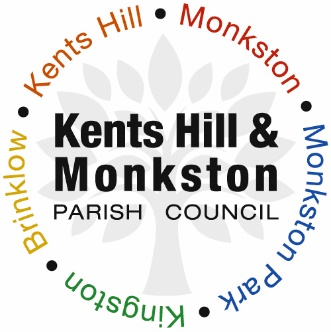 Kents Hill &
Monkston
PARISH COUNCIL
Kents Hill • Monkston • Monkston Park • Kingston • Brinklow •